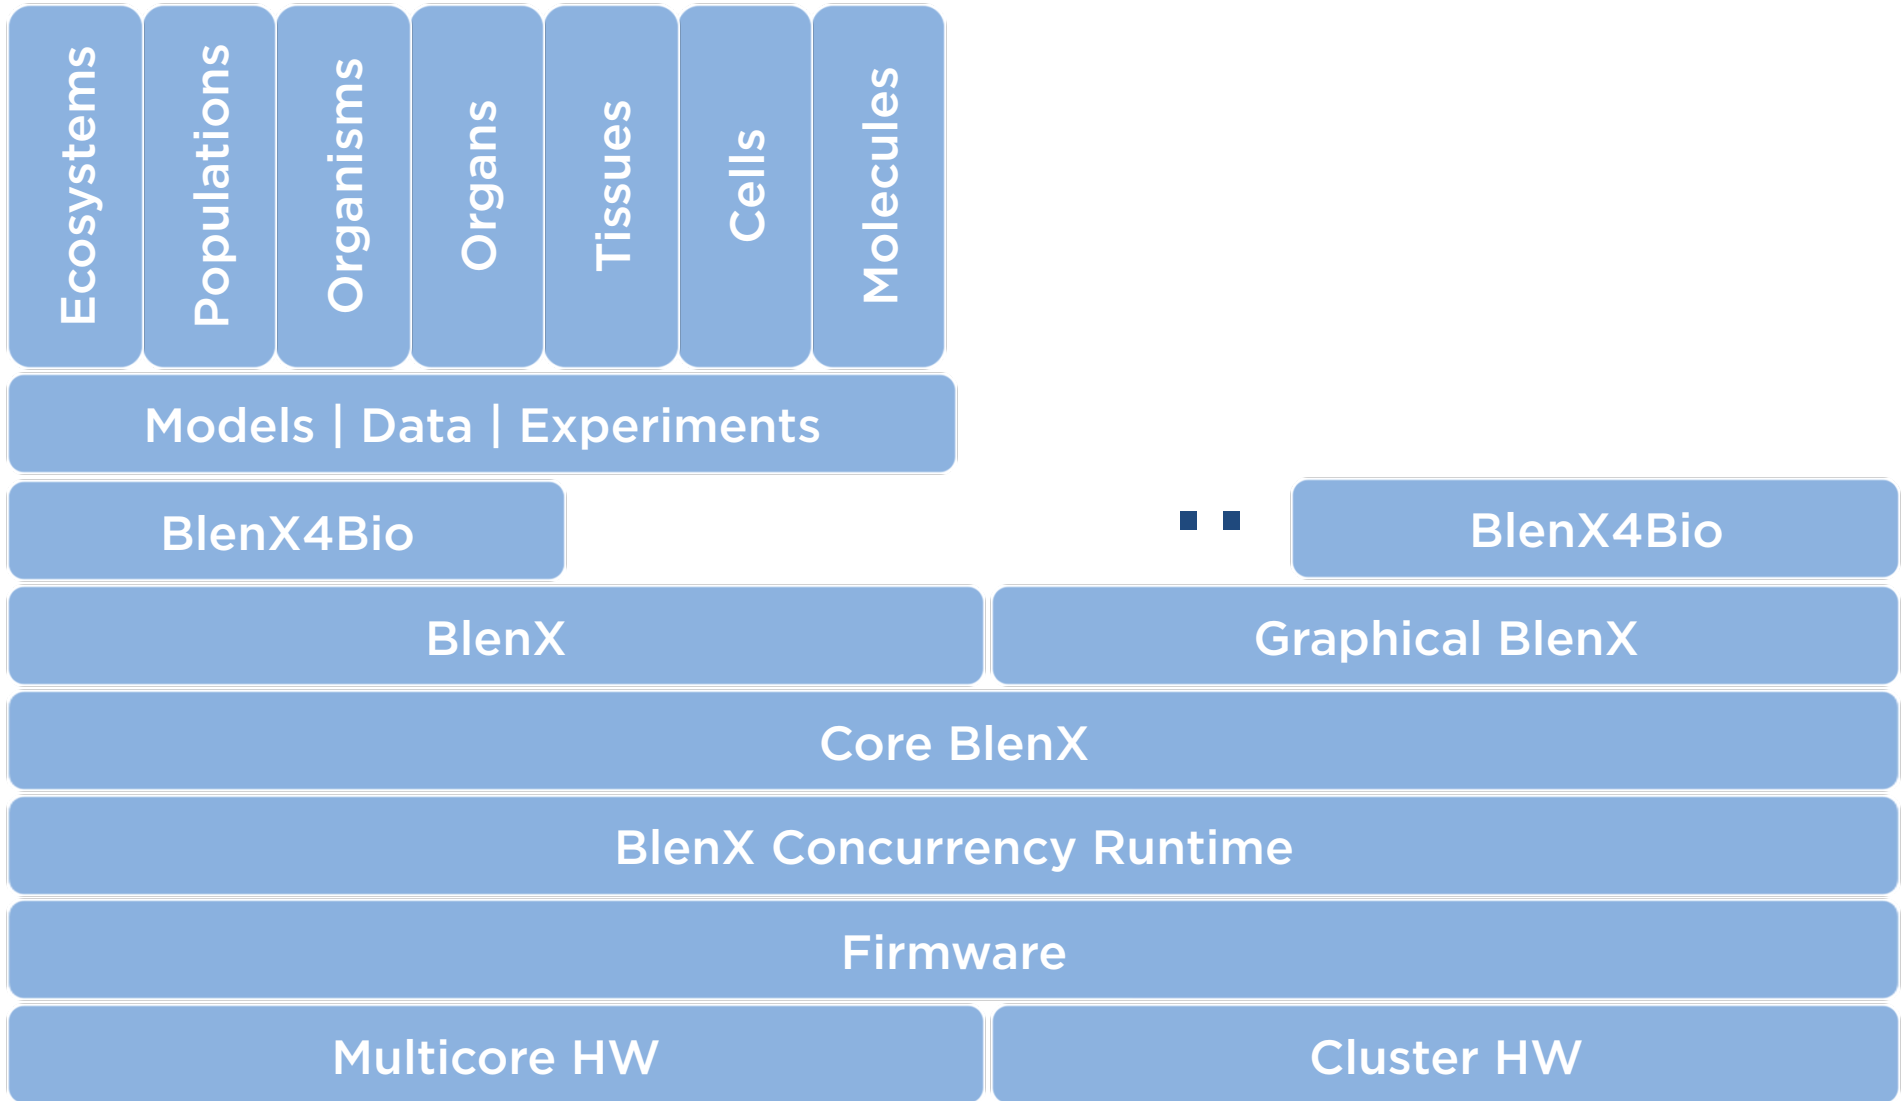 Ecosystems
Populations
Organisms
Organs
Tissues
Cells
Molecules
Models | Data | Experiments
BlenX4Bio
BlenX4Bio
BlenX
Graphical BlenX
Core BlenX
BlenX Concurrency Runtime
Firmware
Multicore HW
Cluster HW